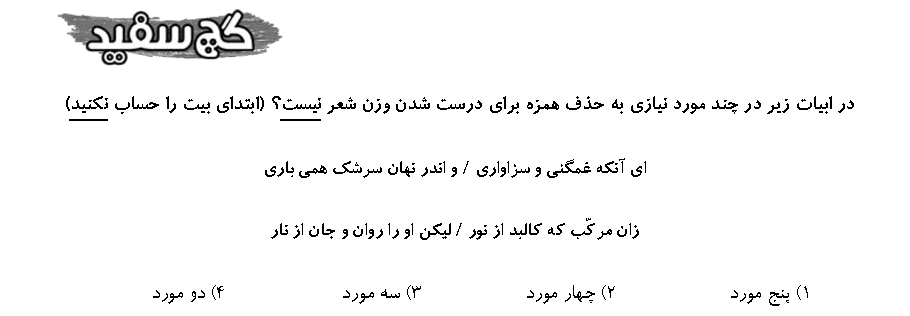 گچ سفید
در ابیات زیر در چند مورد نیازی به حذف همزه برای درست شدن وزن شعر نیست؟ (ابتدای بیت را حساب نکنید)
ای آنکه غمگنی و سزاواری / و اندر نهان سرشک همی باری
زان مرکّب که کالبد از نور / لیکن او را روان و جان از نار
۱) پنج مورد ۲) چهار مورد ۳) سه مورد ۴) دو مورد